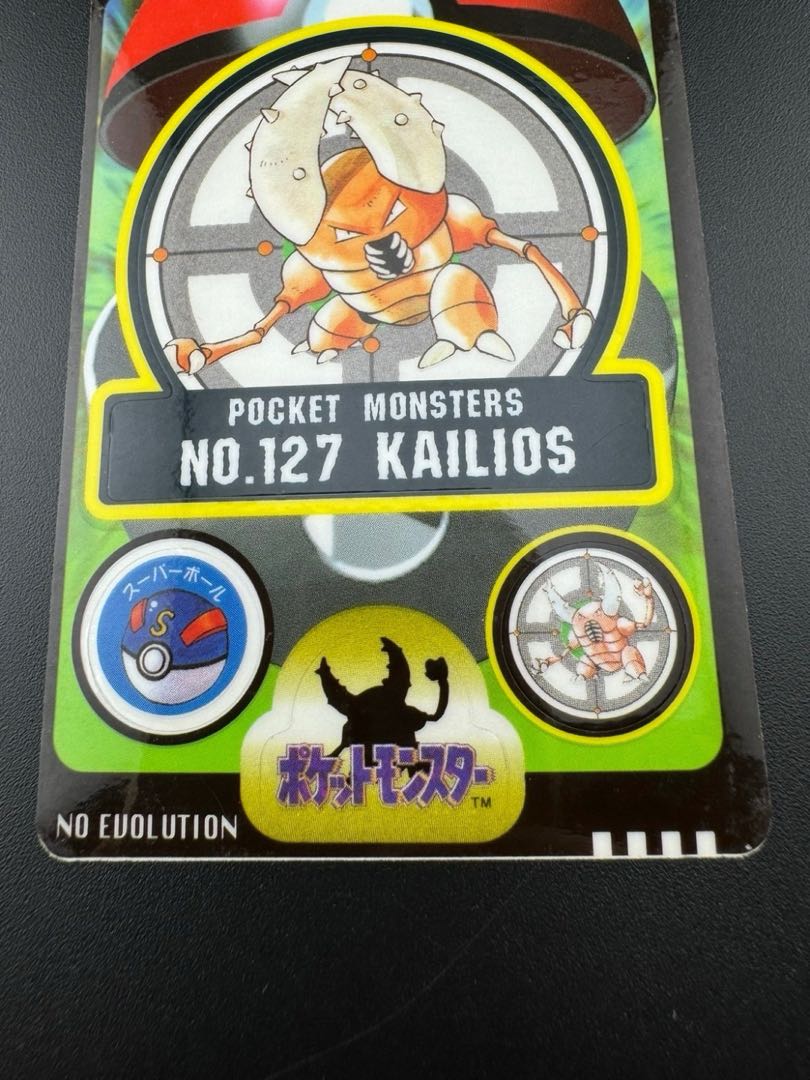 POCKET MONSTERS
NO.127 KAILIOS
スーパーボール
S
ポケットモンスター
TM
NO EVOLUTION